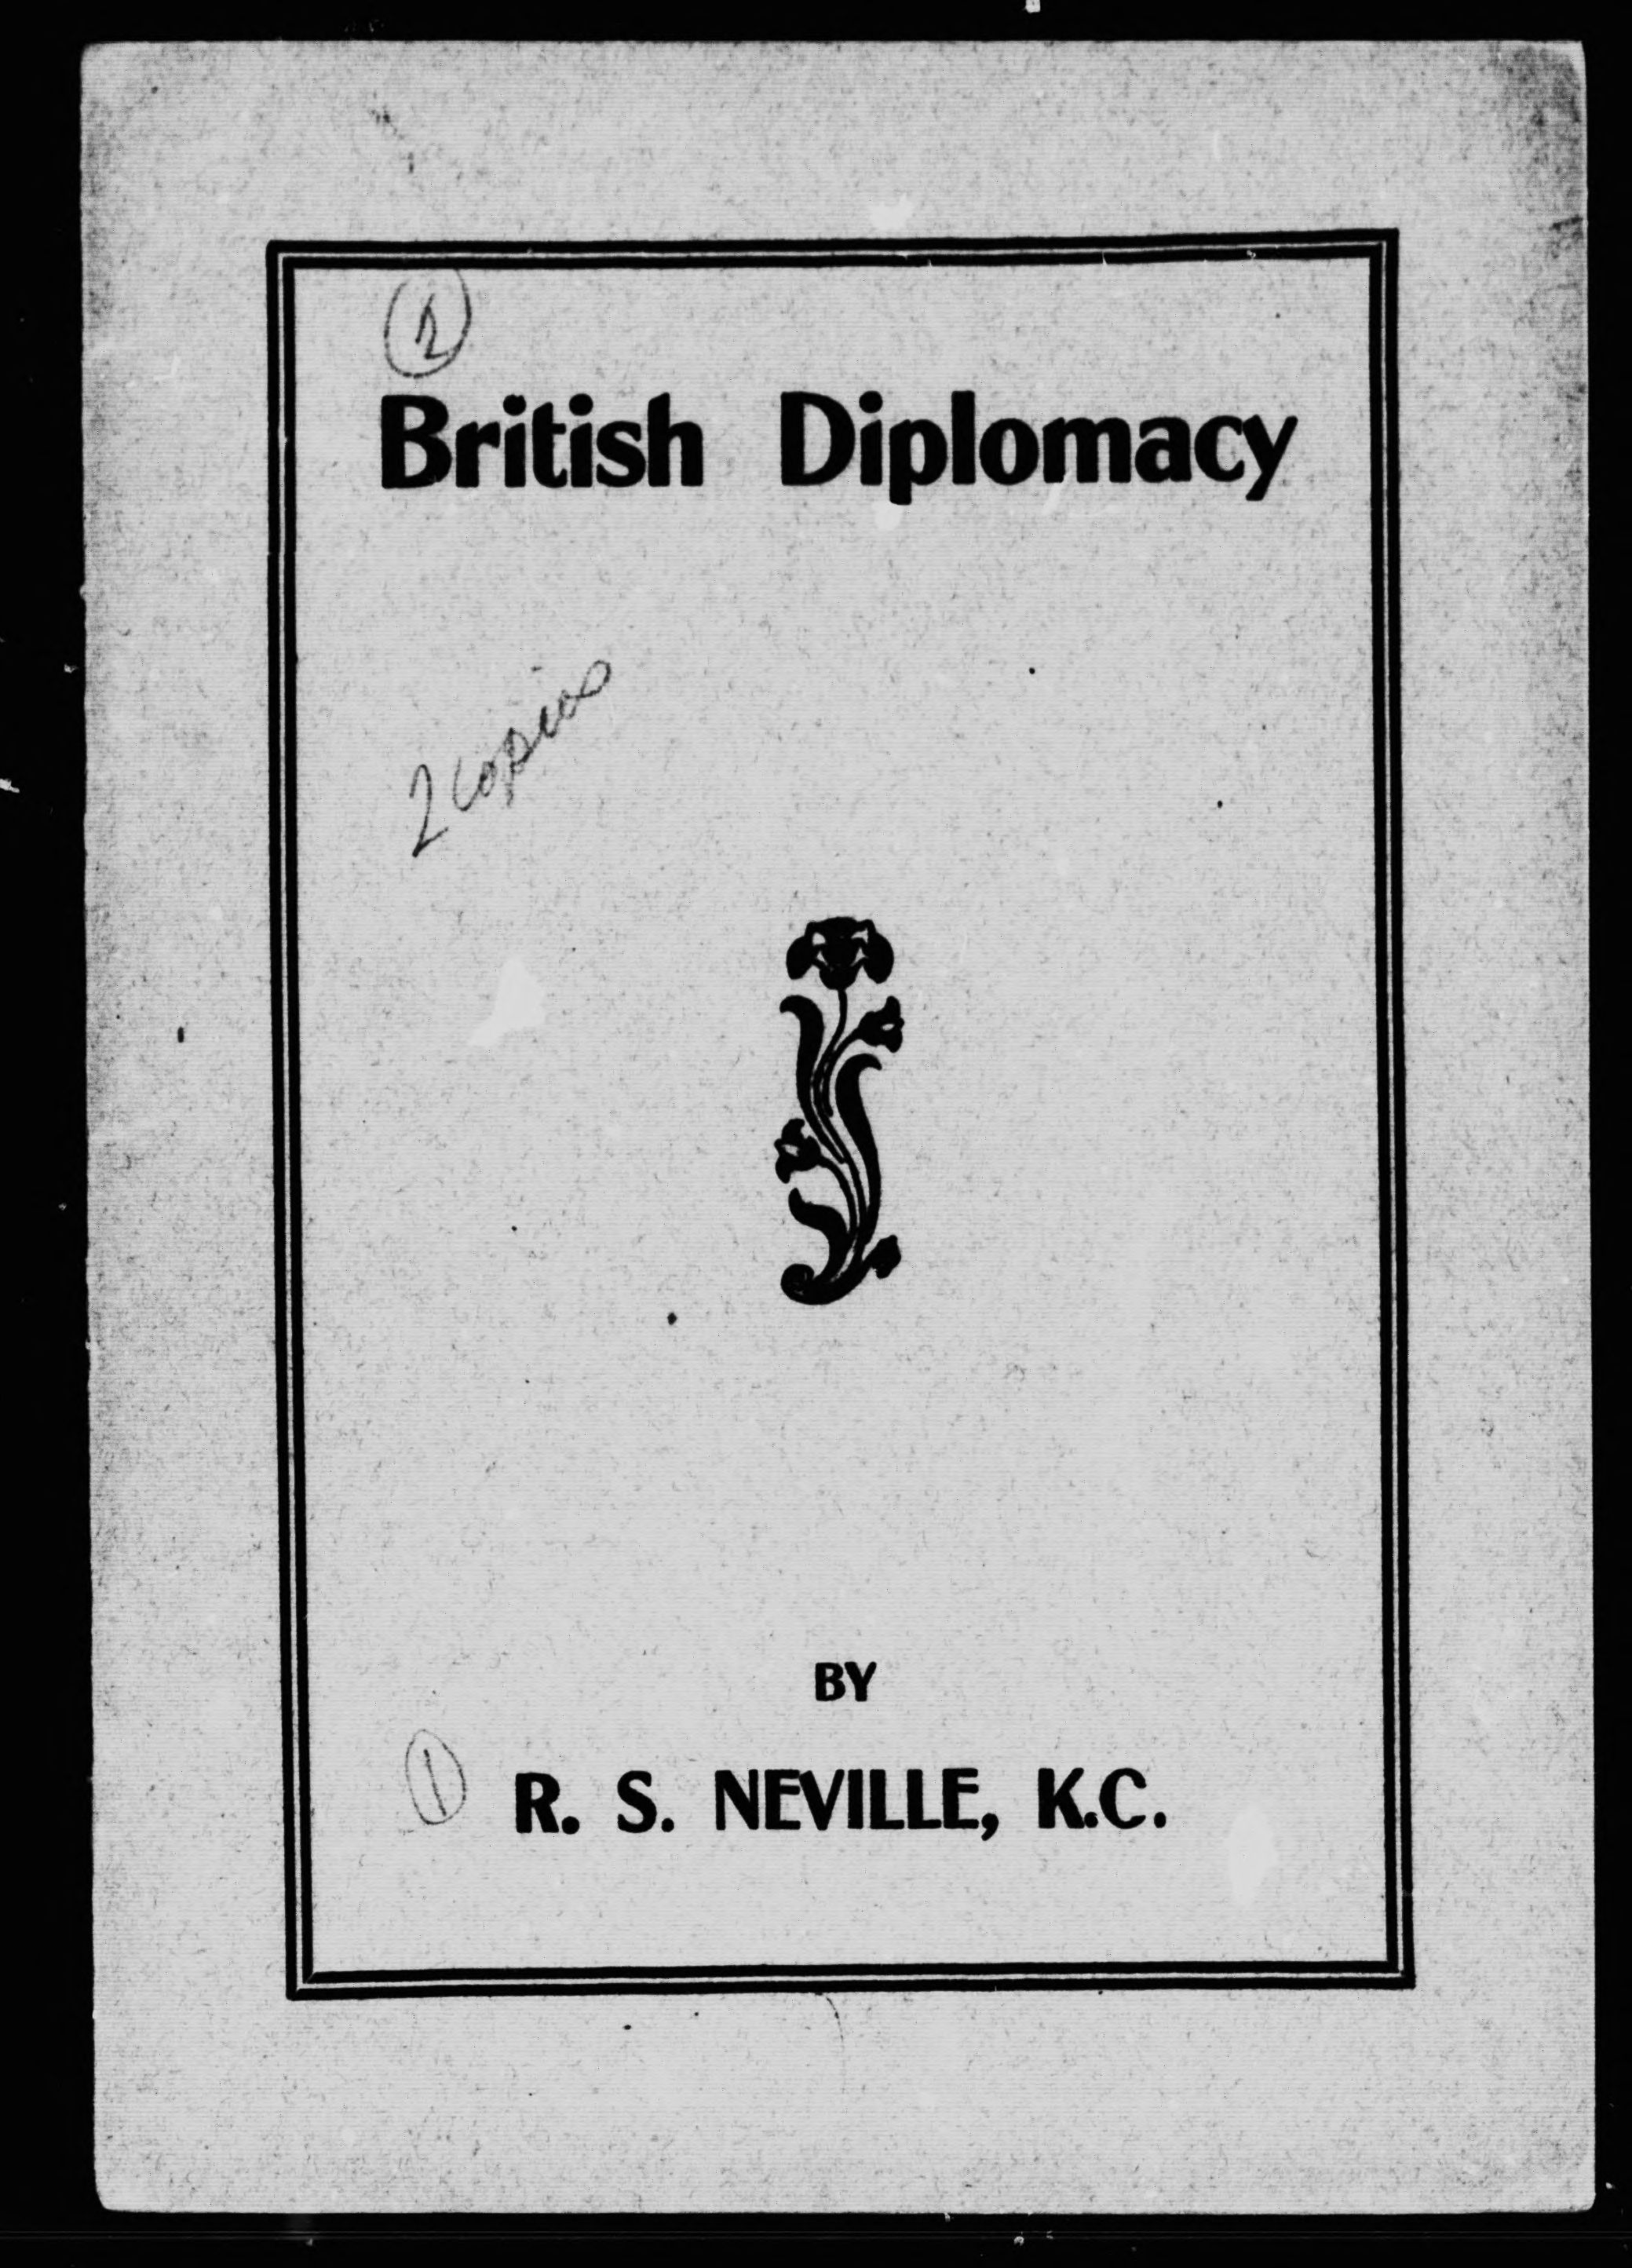 2
British Diplomacy
2 copies
BY
1 R. S. NEVILLE, K.C.